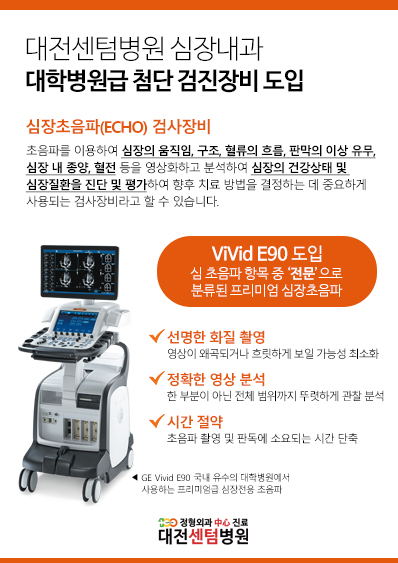 대전센텀병원 심장내과
대학병원급 첨단 검진장비 도입
심장초음파(ECHO) 검사장비
초음파를 이용하여 심장의 움직임, 구조, 혈류의 흐름, 판막의 이상 유무,
심장 내 종양, 혈전 등을 영상화하고 분석하여 심장의 건강상태 및
심장질환을 진단 및 평가하여 향후 치료 방법을 결정하는 데 중요하게
사용되는 검사장비라고 할 수 있습니다.
ViVid E90 도입
심 초음파 항목 중 ‘전문’으로
분류된 프리미엄 심장초음파
선명한 화질 촬영
영상이 왜곡되거나 흐릿하게 보일 가능성 최소화
정확한 영상 분석
한 부분이 아닌 전체 범위까지 뚜렷하게 관찰 분석
시간 절약
초음파 촬영 및 판독에 소요되는 시간 단축
◀ GE Vivid E90 국내 유수의 대학병원에서
사용하는 프리미엄급 심장전용 초음파
정형외과 中心 진료
대전센텀병원